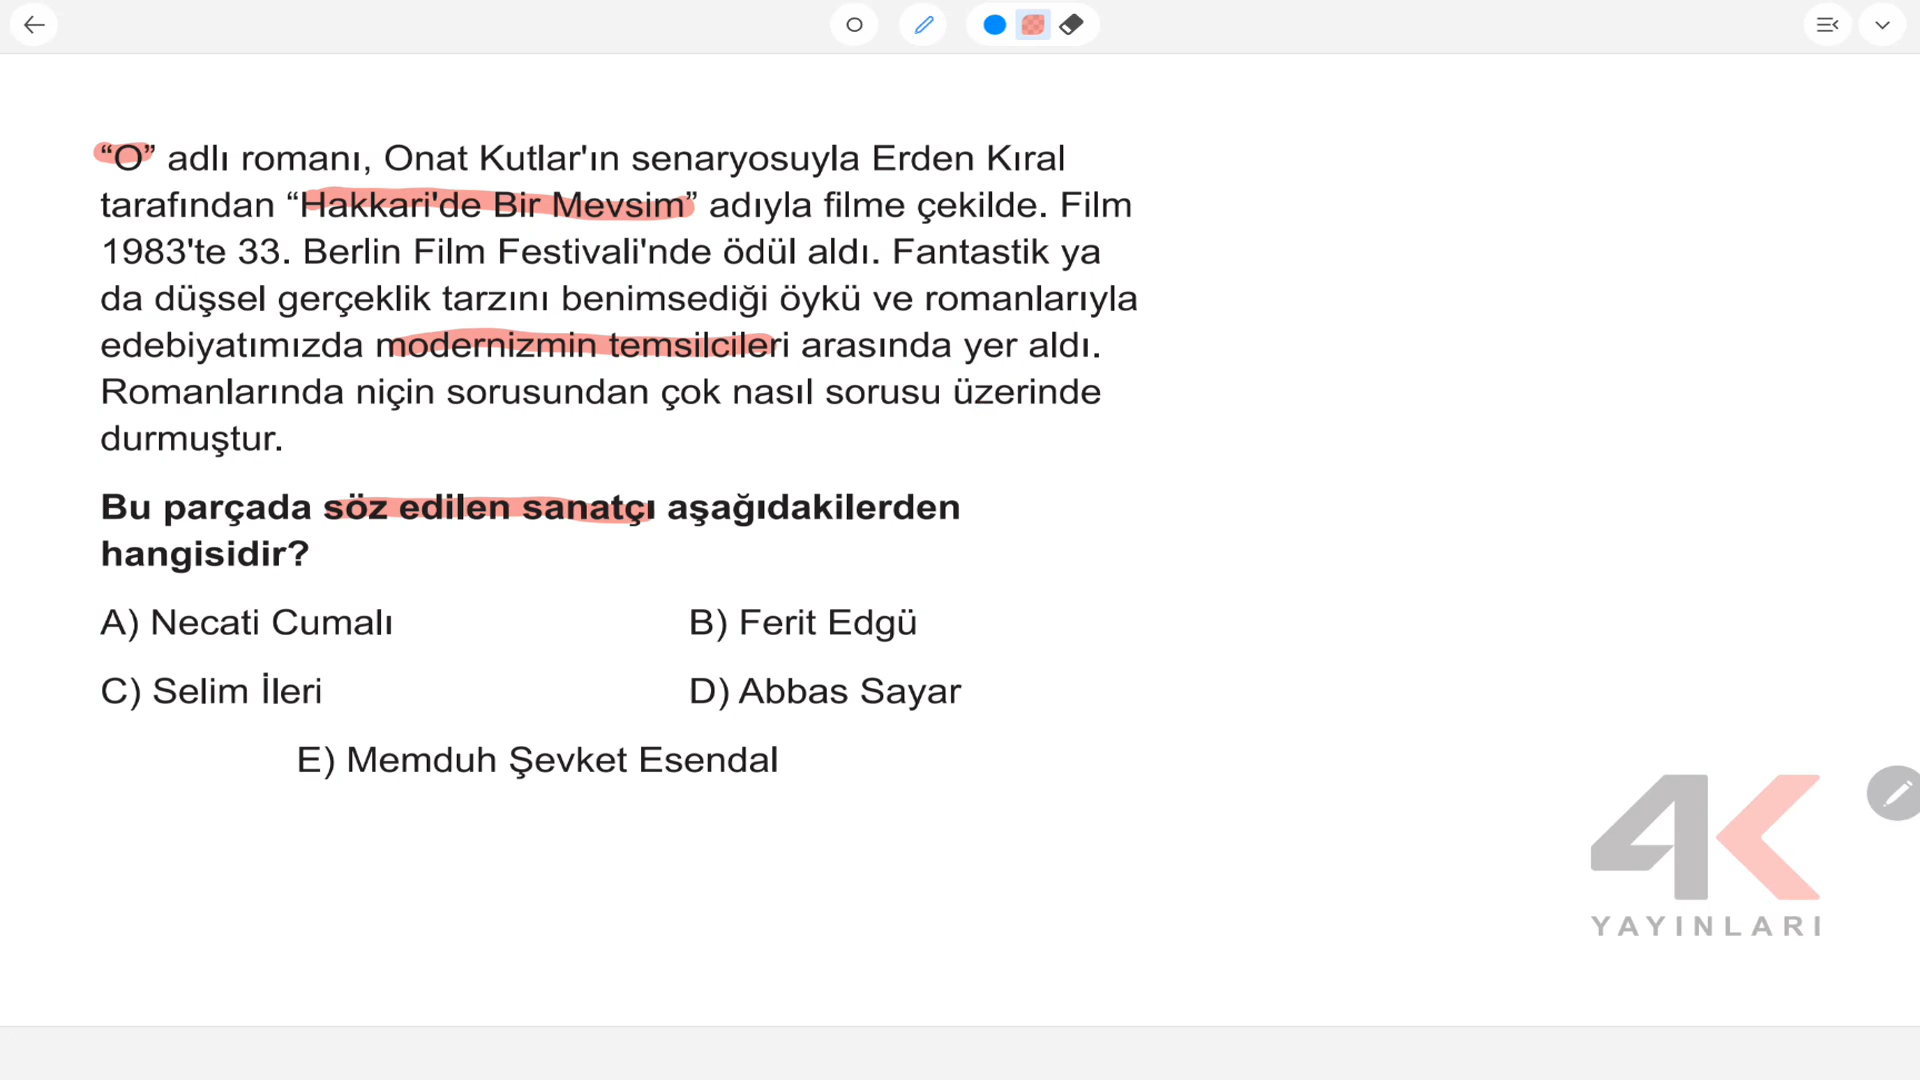 “O” adlı romanı, Onat Kutlar'ın senaryosuyla Erden Kıral
tarafından “Hakkari'de Bir Mevsim” adıyla filme çekilde. Film
1983'te 33. Berlin Film Festivali'nde ödül aldı. Fantastik ya
da düşsel gerçeklik tarzını benimsediği öykü ve romanlarıyla
edebiyatımızda modernizmin temsilcileri arasında yer aldı.
Romanlarında niçin sorusundan çok nasıl sorusu üzerinde
durmuştur.
Bu parçada söz edilen sanatçı aşağıdakilerden
hangisidir?
A) Necati Cumalı
B) Ferit Edgü
C) Selim İleri
D) Abbas Sayar
E) Memduh Şevket Esendal
4K
YAYINLARI